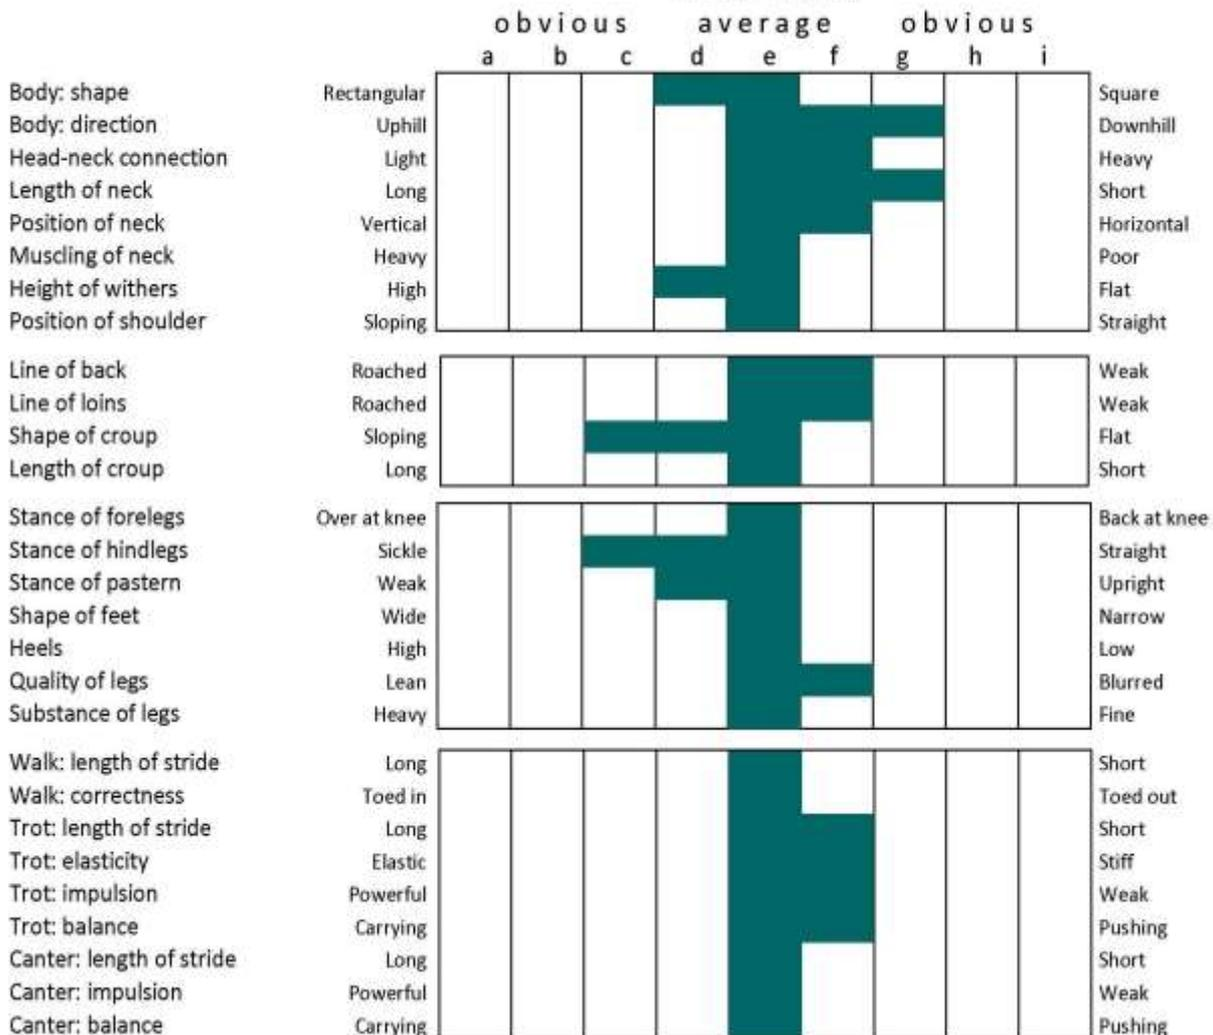 obvious average obvious
a b c d e f g h i
Body: shape Rectangular Square
Body: direction Uphill Downhill
Head-neck connection Light Heavy
Length of neck Long Short
Position of neck Vertical Horizontal
Muscling of neck Heavy Poor
Height of withers High Flat
Position of shoulder Sloping Straight
Line of back Roached Weak
Line of loins Roached Weak
Shape of croup Sloping Flat
Length of croup Long Short
Stance of forelegs Over at knee Back at knee
Stance of hindlegs Sickle Straight
Stance of pastern Weak Upright
Shape of feet Wide Narrow
Heels High Low
Quality of legs Lean Blurred
Substance of legs Heavy Fine
Walk: length of stride Long Short
Walk: correctness Toed in Toed out
Trot: length of stride Long Short
Trot: elasticity Elastic Stiff
Trot: impulsion Powerful Weak
Trot: balance Carrying Pushing
Canter: length of stride Long Short
Canter: impulsion Powerful Weak
Canter: balance Carrying Pushing